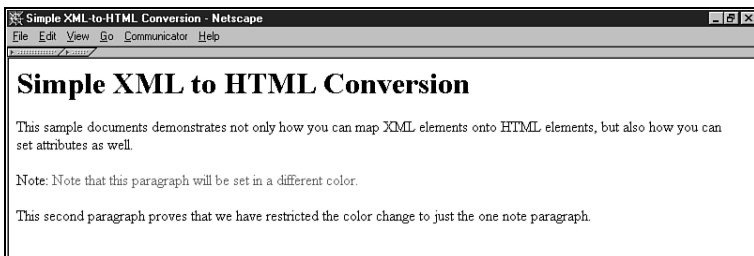 Simple XML-to-HTML Conversion - Netscape
File Edit View Go Communicator Help
Simple XML to HTML Conversion
This sample documents demonstrates not only how you can map XML elements onto HTML elements, but also how you can
set attributes as well.
Note: Note that this paragraph will be set in a different color.
This second paragraph proves that we have restricted the color change to just the one note paragraph.